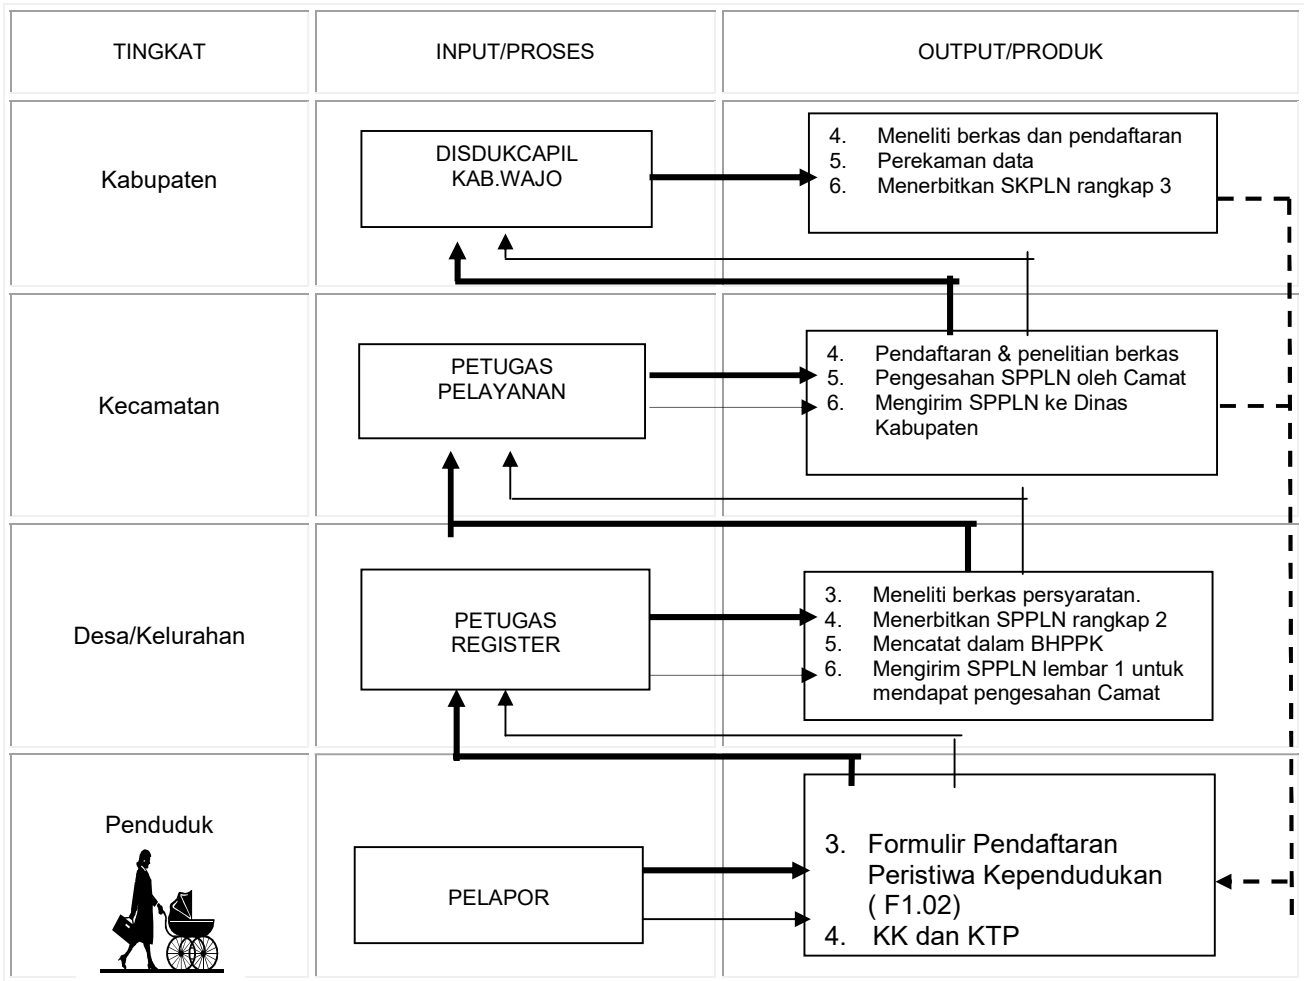 TINGKAT
INPUT/PROSES
OUTPUT/PRODUK
Kabupaten
DISDUKCAPIL
KAB.WAJO
4. Meneliti berkas dan pendaftaran
5. Perekaman data
6. Menerbitkan SKPLN rangkap 3
Kecamatan
PETUGAS
PELAYANAN
4. Pendaftaran & penelitian berkas
5. Pengesahan SPPLN oleh Camat
6. Mengirim SPPLN ke Dinas
Kabupaten
Desa/Kelurahan
PETUGAS
REGISTER
3. Meneliti berkas persyaratan.
4. Menerbitkan SPPLN rangkap 2
5. Mencatat dalam BHPPK
6. Mengirim SPPLN lembar 1 untuk
mendapat pengesahan Camat
Penduduk
PELAPOR
3. Formulir Pendaftaran
Peristiwa Kependudukan
( F1.02)
4. KK dan KTP